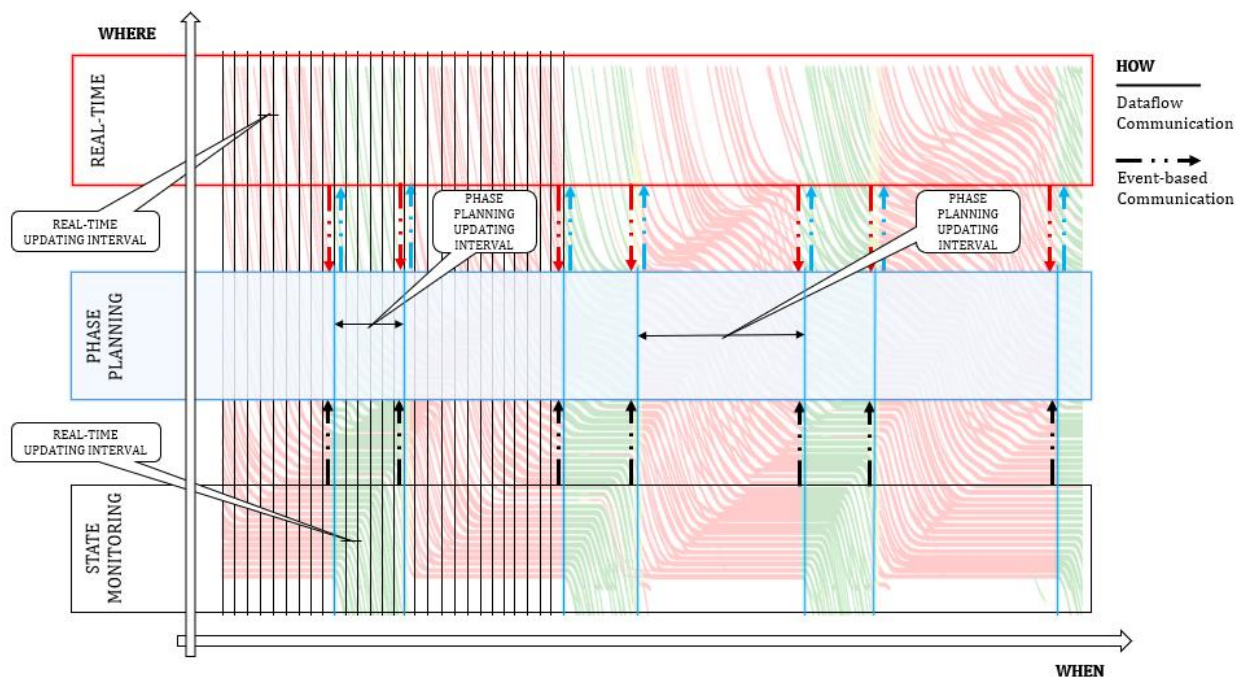 WHERE
REAL-TIME
REAL-TIME
UPDATING INTERVAL
PHASE
PLANNING
UPDATING
INTERVAL
PHASE
PLANNING
UPDATING
INTERVAL
HOW
Dataflow
Communication
Event-based
Communication
PHASE
PLANNING
REAL-TIME
UPDATING INTERVAL
STATE
MONITORING
WHEN